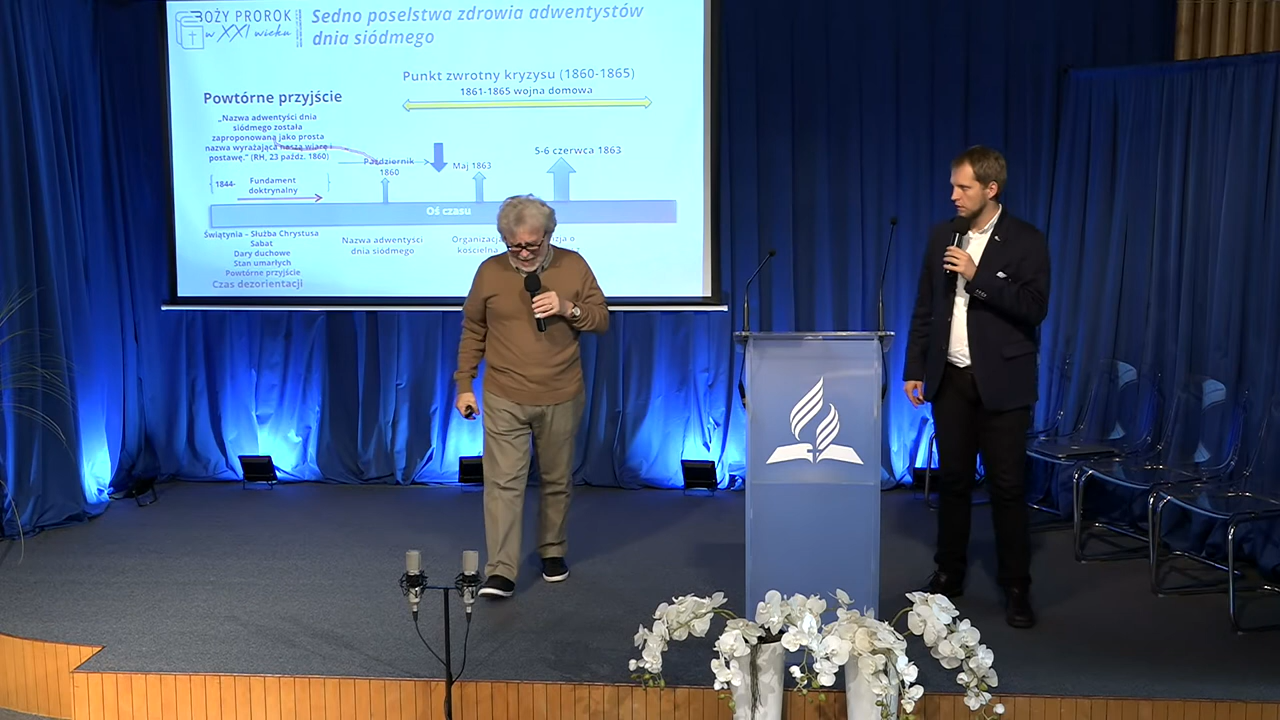 BOŻY PROROK
w XXI wieku
Sedno poselstwa zdrowia adwentystów
dnia siódmego
Punkt zwrotny kryzysu (1860-1865)
1861-1865 wojna domowa
Powtórne przyjście
„Nazwa adwentyści dnia
siódmego została
zaproponowaną jako prosta
nazwa wyrażająca naszą wiarę i
postawę.” (RH, 23 paźdz. 1860)
Październik
1860
Maj 1863
5-6 czerwca 1863
1844-
Fundament
doktrynalny
Oś czasu
Świątynia – Służba Chrystusa
Sabat
Dary duchowe
Stan umarłych
Powtórne przyjście
Czas dezorientacji
Nazwa adwentyści
dnia siódmego
Organizacja
kościelna